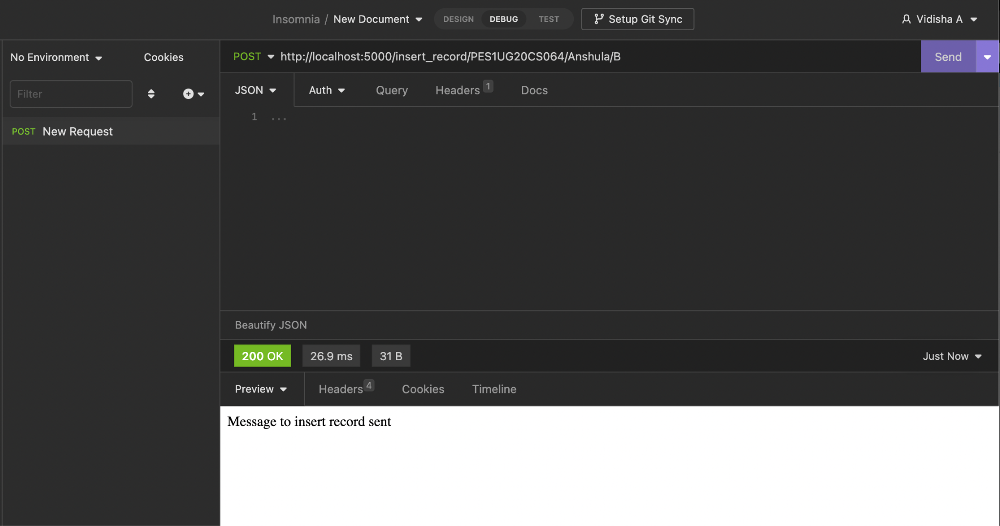 Insomnia / New Document
DESIGN DEBUG TEST
Setup Git Sync
Vidisha A
No Environment
Cookies
Filter
POST New Request
POST http://localhost:5000/insert_record/PES1UG20CS064/Anshula/B
Send
JSON Auth Query Headers 1 Docs
1 ...
Beautify JSON
200 OK 26.9 ms 31 B
Just Now
Preview Headers 4 Cookies Timeline
Message to insert record sent